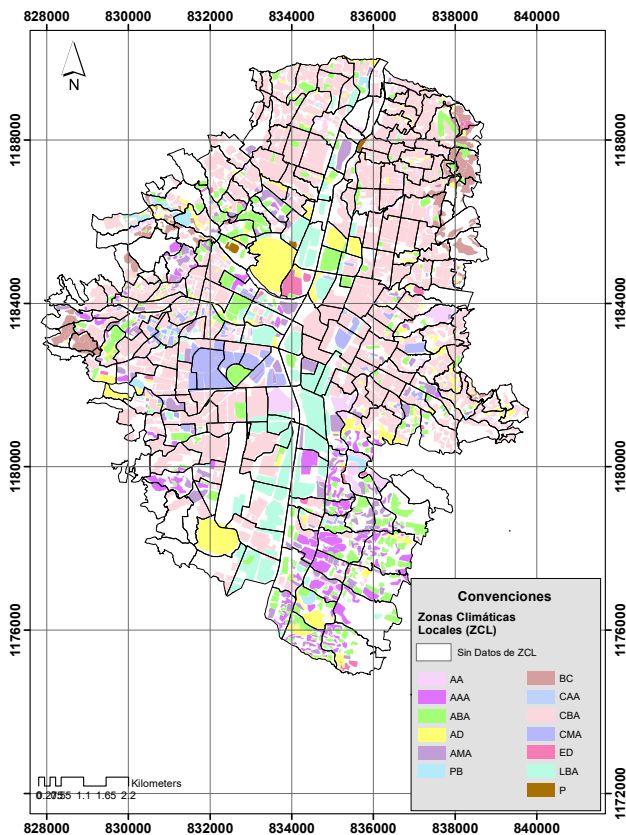 828000 830000 832000 834000 836000 838000 840000
N
1188000 1188000
1184000 1184000
1180000 1180000
1176000 1176000
1172000
Convenciones
Zonas Climáticas
Locales (ZCL)
Sin Datos de ZCL
AA BC
AAA CAA
ABA CBA
AD CMA
AMA ED
PB LBA
P
Kilometers
1.1 1.65 2.2
828000 830000 832000 834000 836000 838000 840000